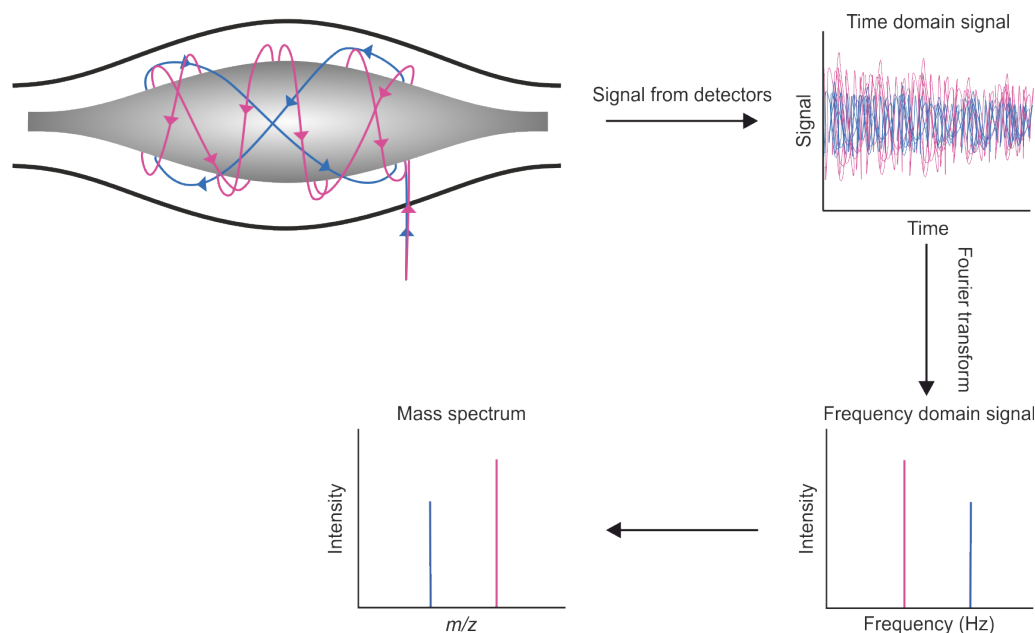 Time domain signal
Signal from detectors
Signal
Time
Fourier transform
Mass spectrum
Frequency domain signal
Intensity
Intensity
m/z
Frequency (Hz)